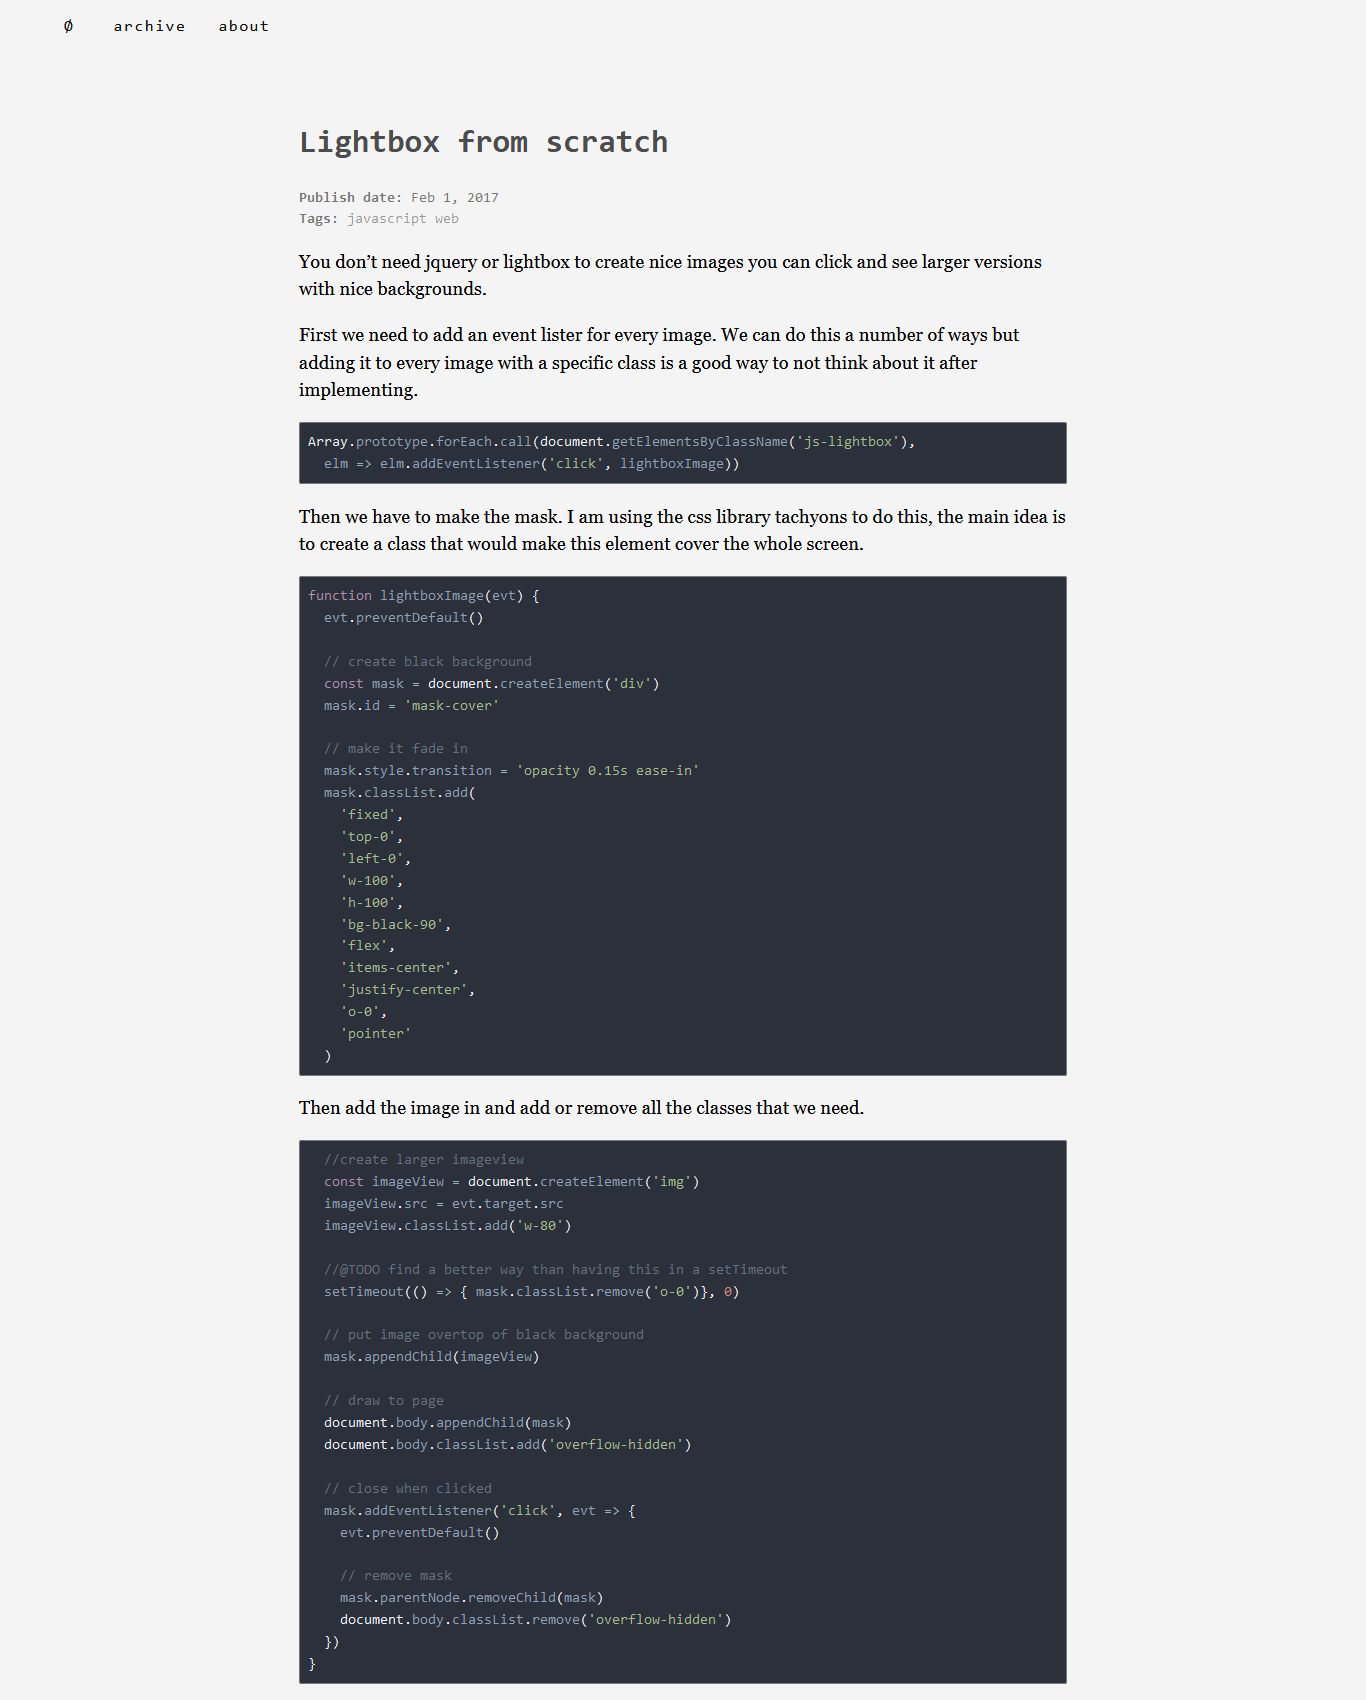 Ø archive about
Lightbox from scratch
Publish date: Feb 1, 2017
Tags: javascript web
You don’t need jquery or lightbox to create nice images you can click and see larger versions
with nice backgrounds.
First we need to add an event lister for every image. We can do this a number of ways but
adding it to every image with a specific class is a good way to not think about it after
implementing.
Array.prototype.forEach.call(document.getElementsByClassName('js-lightbox'),
  elm => elm.addEventListener('click', lightboxImage))
Then we have to make the mask. I am using the css library tachyons to do this, the main idea is
to create a class that would make this element cover the whole screen.
function lightboxImage(evt) {
  evt.preventDefault()
  // create black background
  const mask = document.createElement('div')
  mask.id = 'mask-cover'
  // make it fade in
  mask.style.transition = 'opacity 0.15s ease-in'
  mask.classList.add(
    'fixed',
    'top-0',
    'left-0',
    'w-100',
    'h-100',
    'bg-black-90',
    'flex',
    'items-center',
    'justify-center',
    'o-0',
    'pointer'
  )
Then add the image in and add or remove all the classes that we need.
  //create larger imageview
  const imageView = document.createElement('img')
  imageView.src = evt.target.src
  imageView.classList.add('w-80')
  //@TODO find a better way than having this in a setTimeout
  setTimeout(() => { mask.classList.remove('o-0')}, 0)
  // put image overtop of black background
  mask.appendChild(imageView)
  // draw to page
  document.body.appendChild(mask)
  document.body.classList.add('overflow-hidden')
  // close when clicked
  mask.addEventListener('click', evt => {
    evt.preventDefault()
    // remove mask
    mask.parentNode.removeChild(mask)
    document.body.classList.remove('overflow-hidden')
  })
}